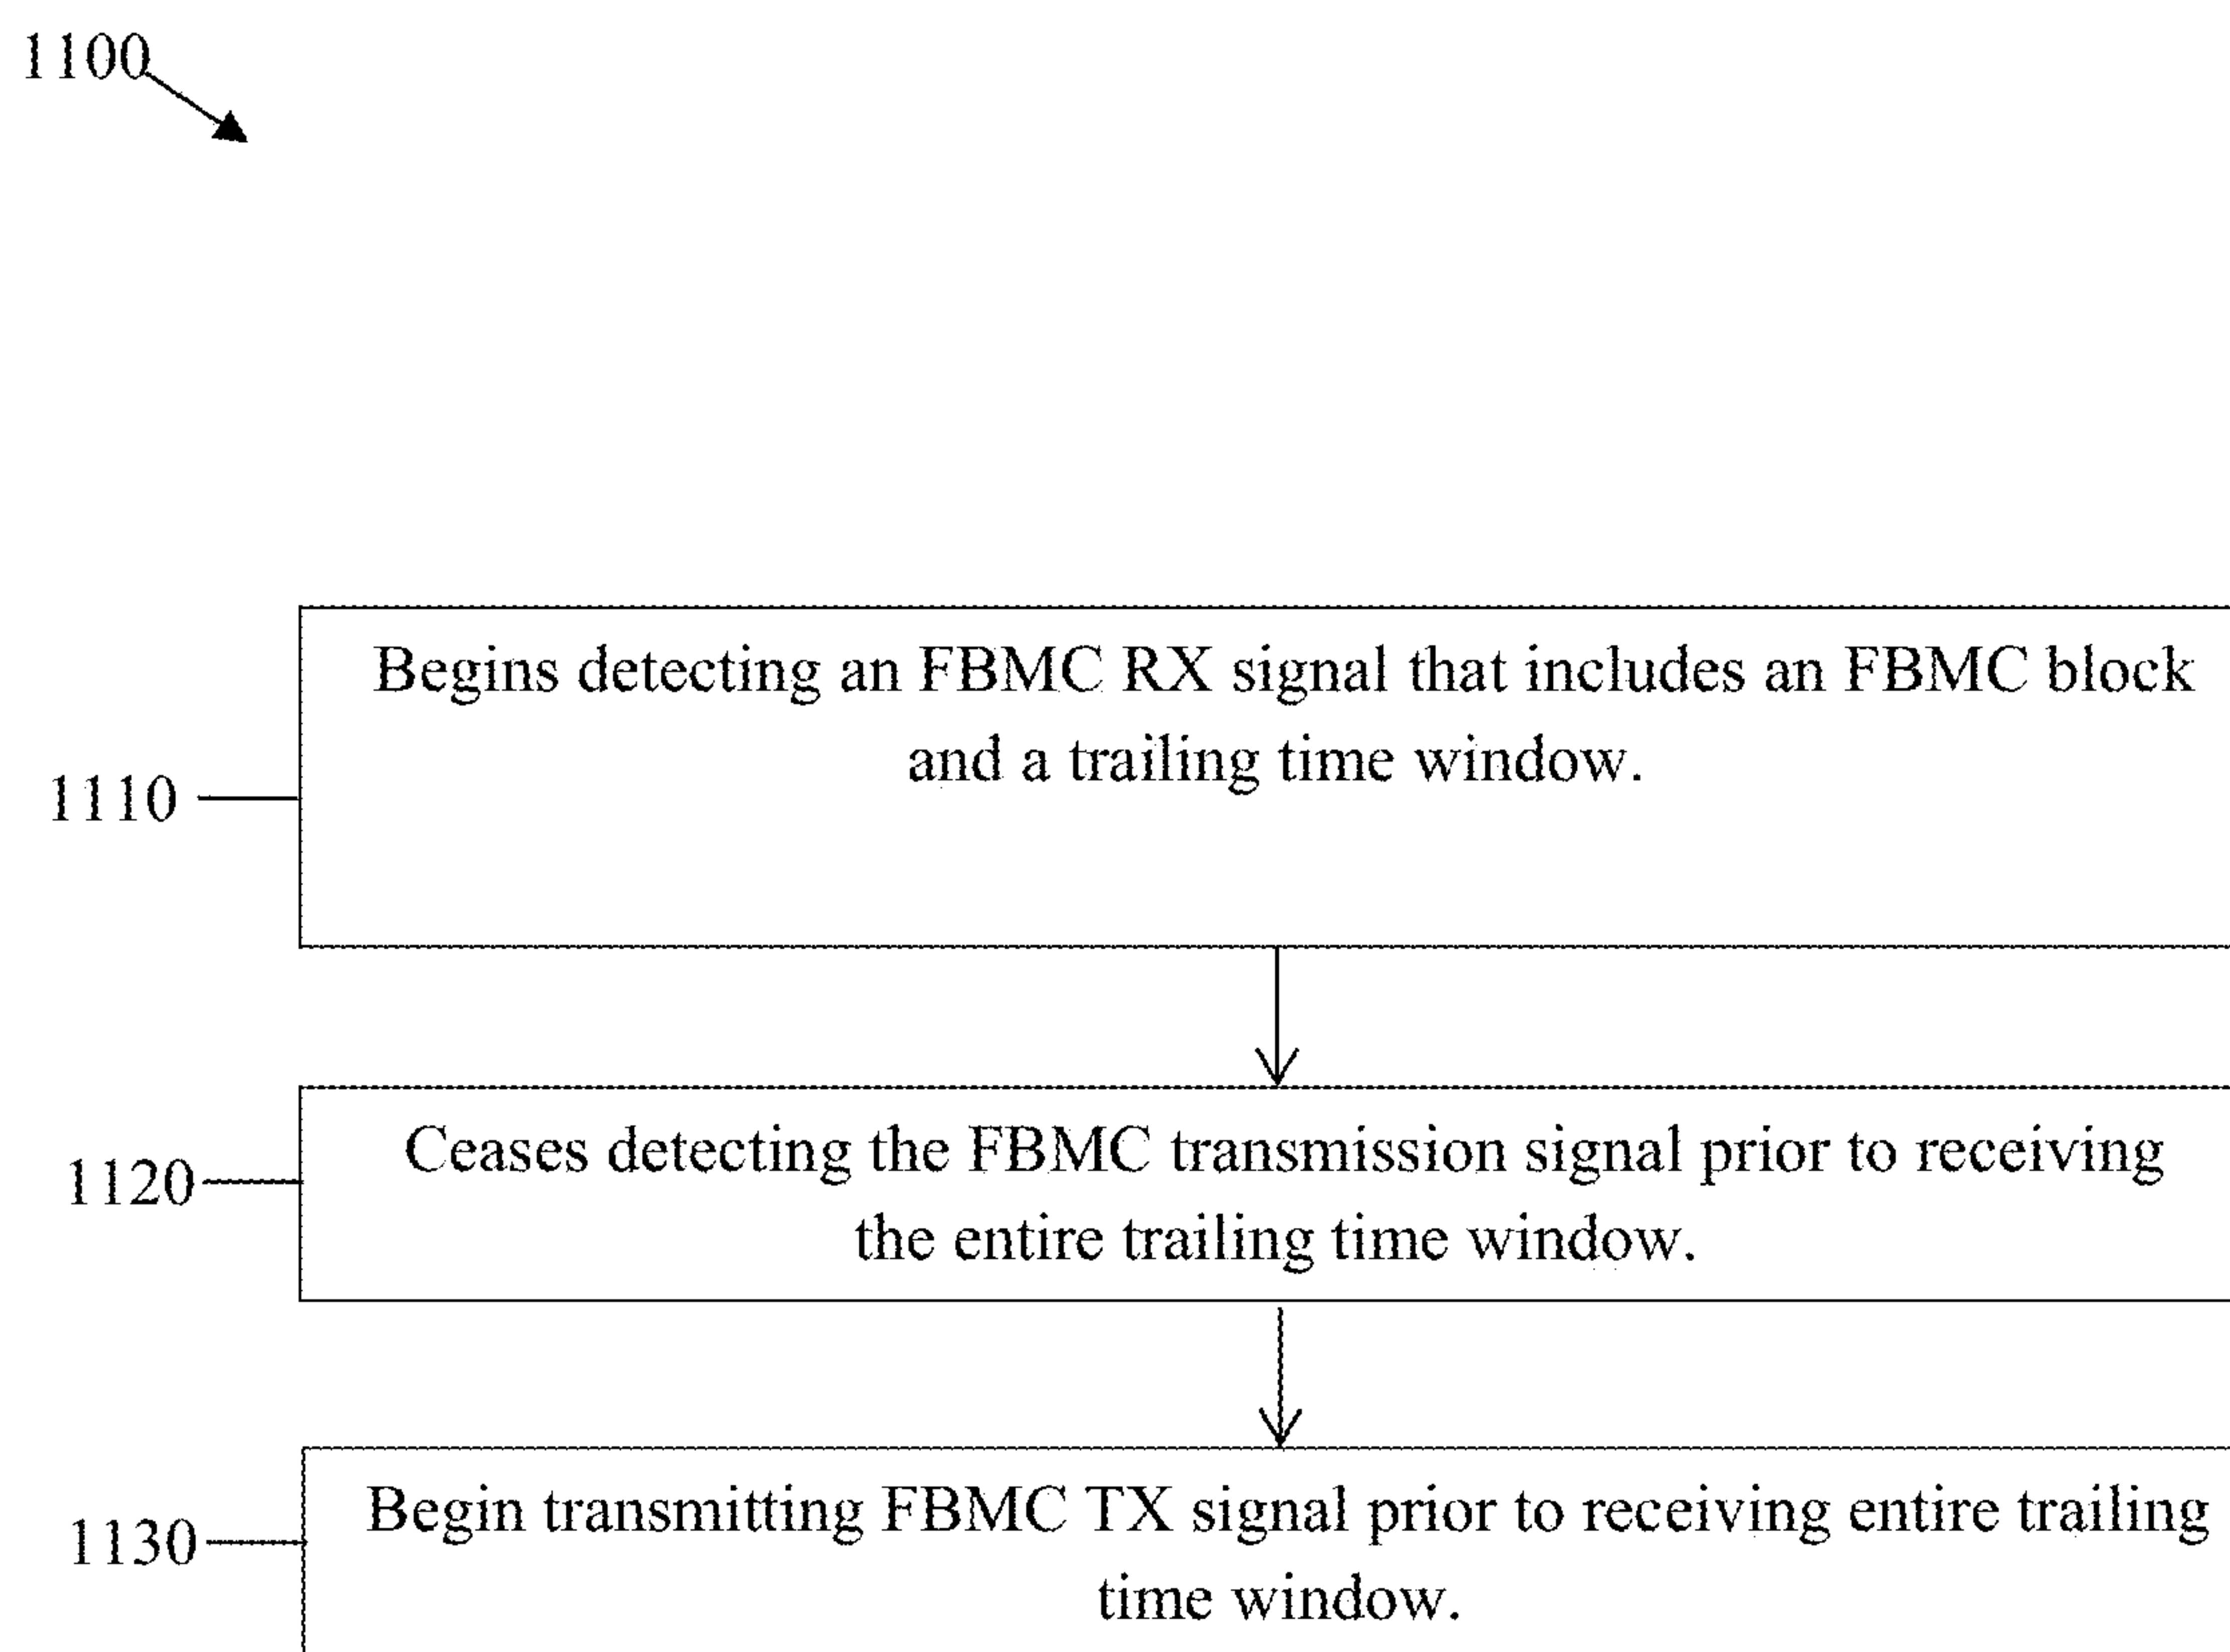 1100
Begins detecting an FBMC RX signal that includes an FBMC block
and a trailing time window.
1110
Ceases detecting the FBMC transmission signal prior to receiving
the entire trailing time window.
1120
Begin transmitting FBMC TX signal prior to receiving entire trailing
time window.
1130